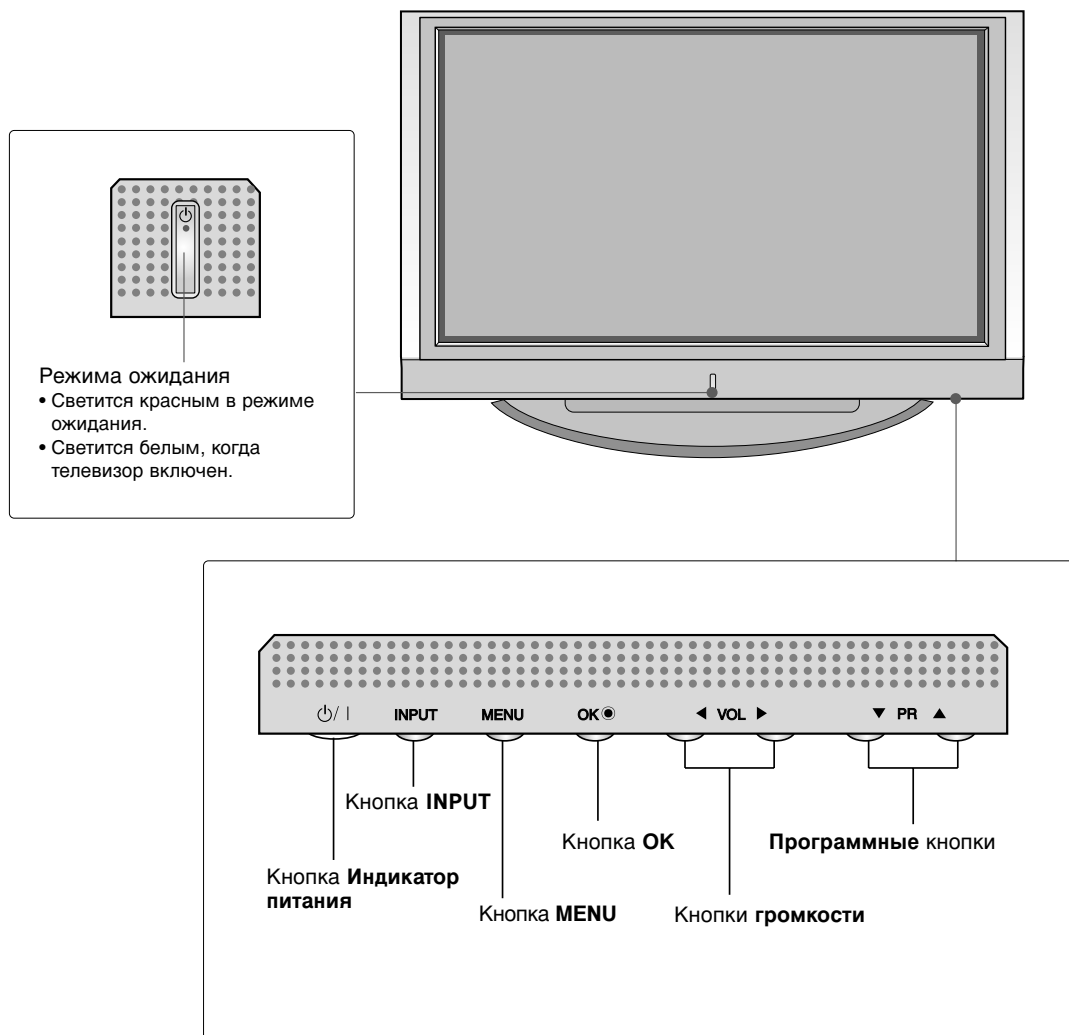 Режима ожидания
• Светится красным в режиме
ожидания.
• Светится белым, когда
телевизор включен.
/ I INPUT MENU OK ◀ VOL ▶ ▼ PR ▲
Кнопка INPUT
Кнопка OK
Программные кнопки
Кнопка Индикатор
питания
Кнопка MENU
Кнопки громкости